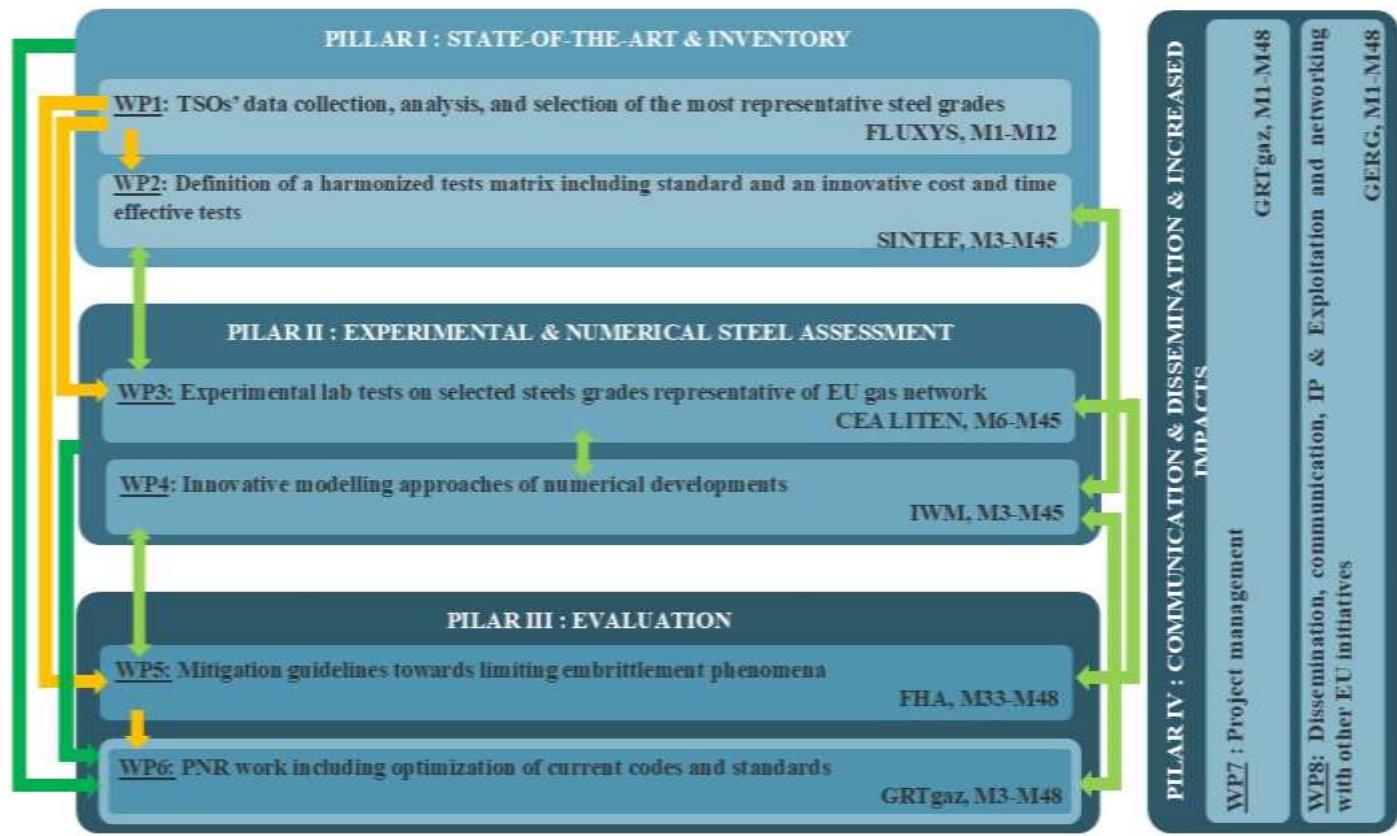 PILLAR I : STATE-OF-THE-ART & INVENTORY
WP1: TSOs' data collection, analysis, and selection of the most representative steel grades
FLUXYS, M1-M12
WP2: Definition of a harmonized tests matrix including standard and an innovative cost and time
effective tests
SINTEF, M3-M45
PILAR II : EXPERIMENTAL & NUMERICAL STEEL ASSESSMENT
WP3: Experimental lab tests on selected steels grades representative of EU gas network
CEA LITEN, M6-M45
WP4: Innovative modelling approaches of numerical developments
IWM, M3-M45
PILAR III : EVALUATION
WP5: Mitigation guidelines towards limiting embrittlement phenomena
FHA, M33-M48
WP6: PNR work including optimization of current codes and standards
GRTgaz, M3-M48
PILAR IV : COMMUNICATION & DISSEMINATION & INCREASED
IMPACTS
WP7 : Project management
GRTgaz, M1-M48
WP8: Dissemination, communication, IP & Exploitation and networking
with other EU initiatives
GERG, M1-M48